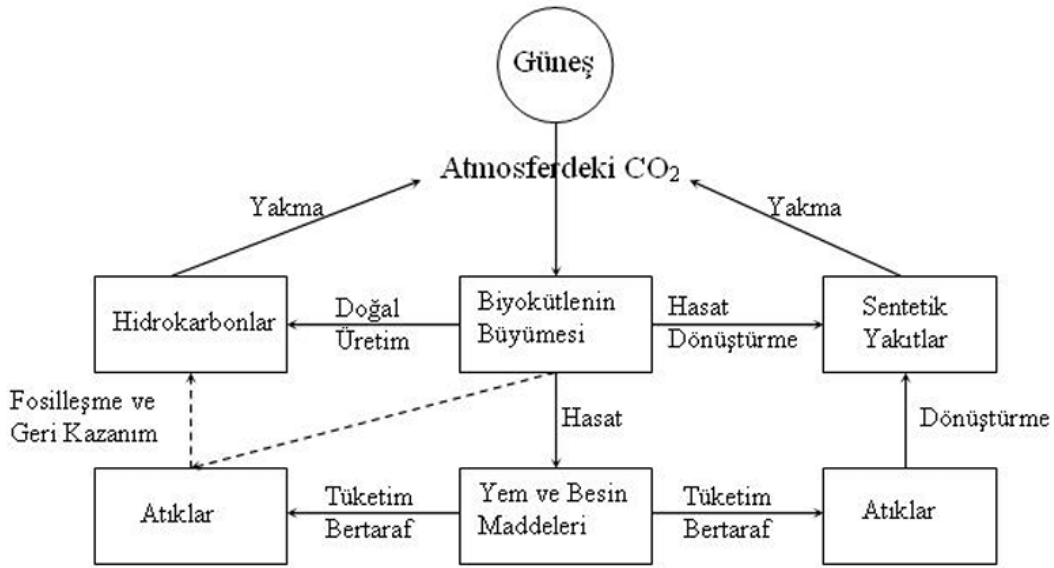 Güneş
Atmosferdeki CO₂
Yakma
Yakma
Hidrokarbonlar
Doğal
Üretim
Biyokütlenin
Büyümesi
Hasat
Dönüştürme
Sentetik
Yakıtlar
Fosilleşme ve
Geri Kazanım
Hasat
Dönüştürme
Atıklar
Tüketim
Bertaraf
Yem ve Besin
Maddeleri
Tüketim
Bertaraf
Atıklar